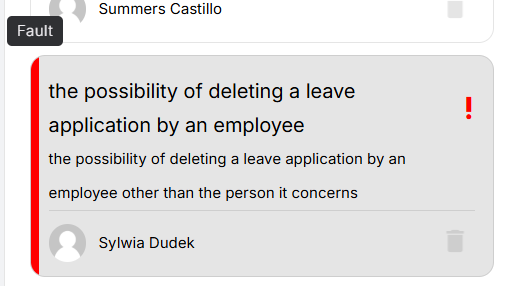 Summers Castillo
Fault
the possibility of deleting a leave
application by an employee
!
the possibility of deleting a leave application by an
employee other than the person it concerns
Sylwia Dudek